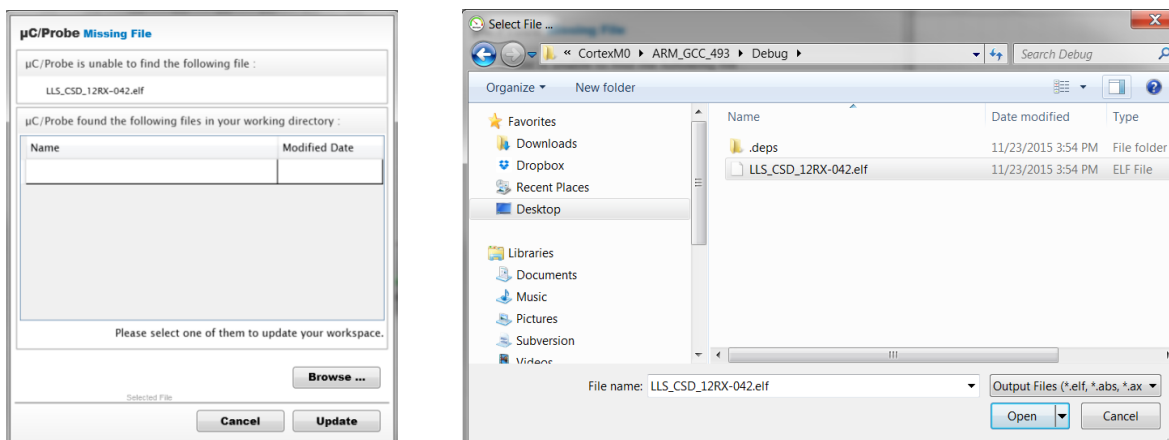 µC/Probe Missing File
µC/Probe is unable to find the following file :
LLS_CSD_12RX-042.elf
µC/Probe found the following files in your working directory :
Name Modified Date
Please select one of them to update your workspace.
Browse ...
Selected File
Cancel Update
Select File ...
« CortexM0 ARM_GCC_493 Debug Search Debug
Organize New folder
Favorites
Downloads
Dropbox
Recent Places
Desktop
Libraries
Documents
Music
Pictures
Subversion
Videos
Name Date modified Type
.deps 11/23/2015 3:54 PM File folder
LLS_CSD_12RX-042.elf 11/23/2015 3:54 PM ELF File
File name: LLS_CSD_12RX-042.elf Output Files (*.elf, *.abs, *.ax
Open Cancel